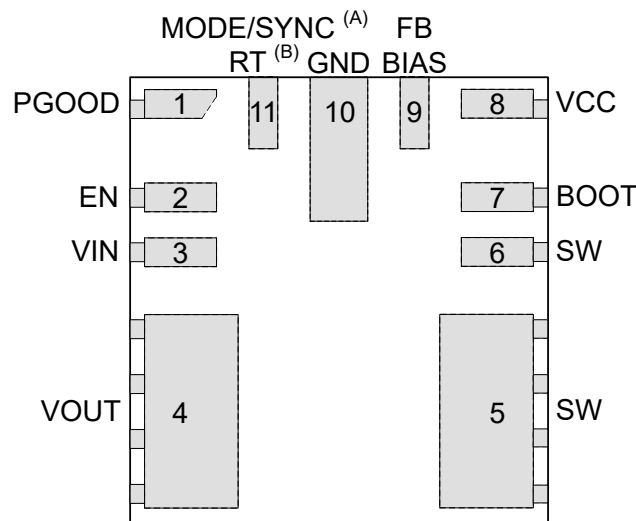 MODE/SYNC (A) FB
RT (B) GND BIAS
PGOOD 1 11 10 9 8 VCC
EN 2 7 BOOT
VIN 3 6 SW
VOUT 4 5 SW